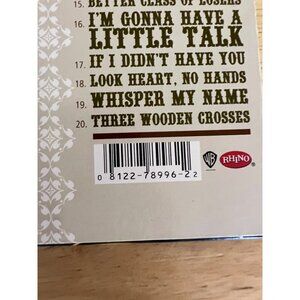 15. BETTER CLASS OF LOSERS
16. I'M GONNA HAVE A
LITTLE TALK
17. IF I DIDN'T HAVE YOU
18. LOOK HEART, NO HANDS
19. WHISPER MY NAME
20. THREE WOODEN CROSSES
0 8122-78996-2 2
WB
RHINO